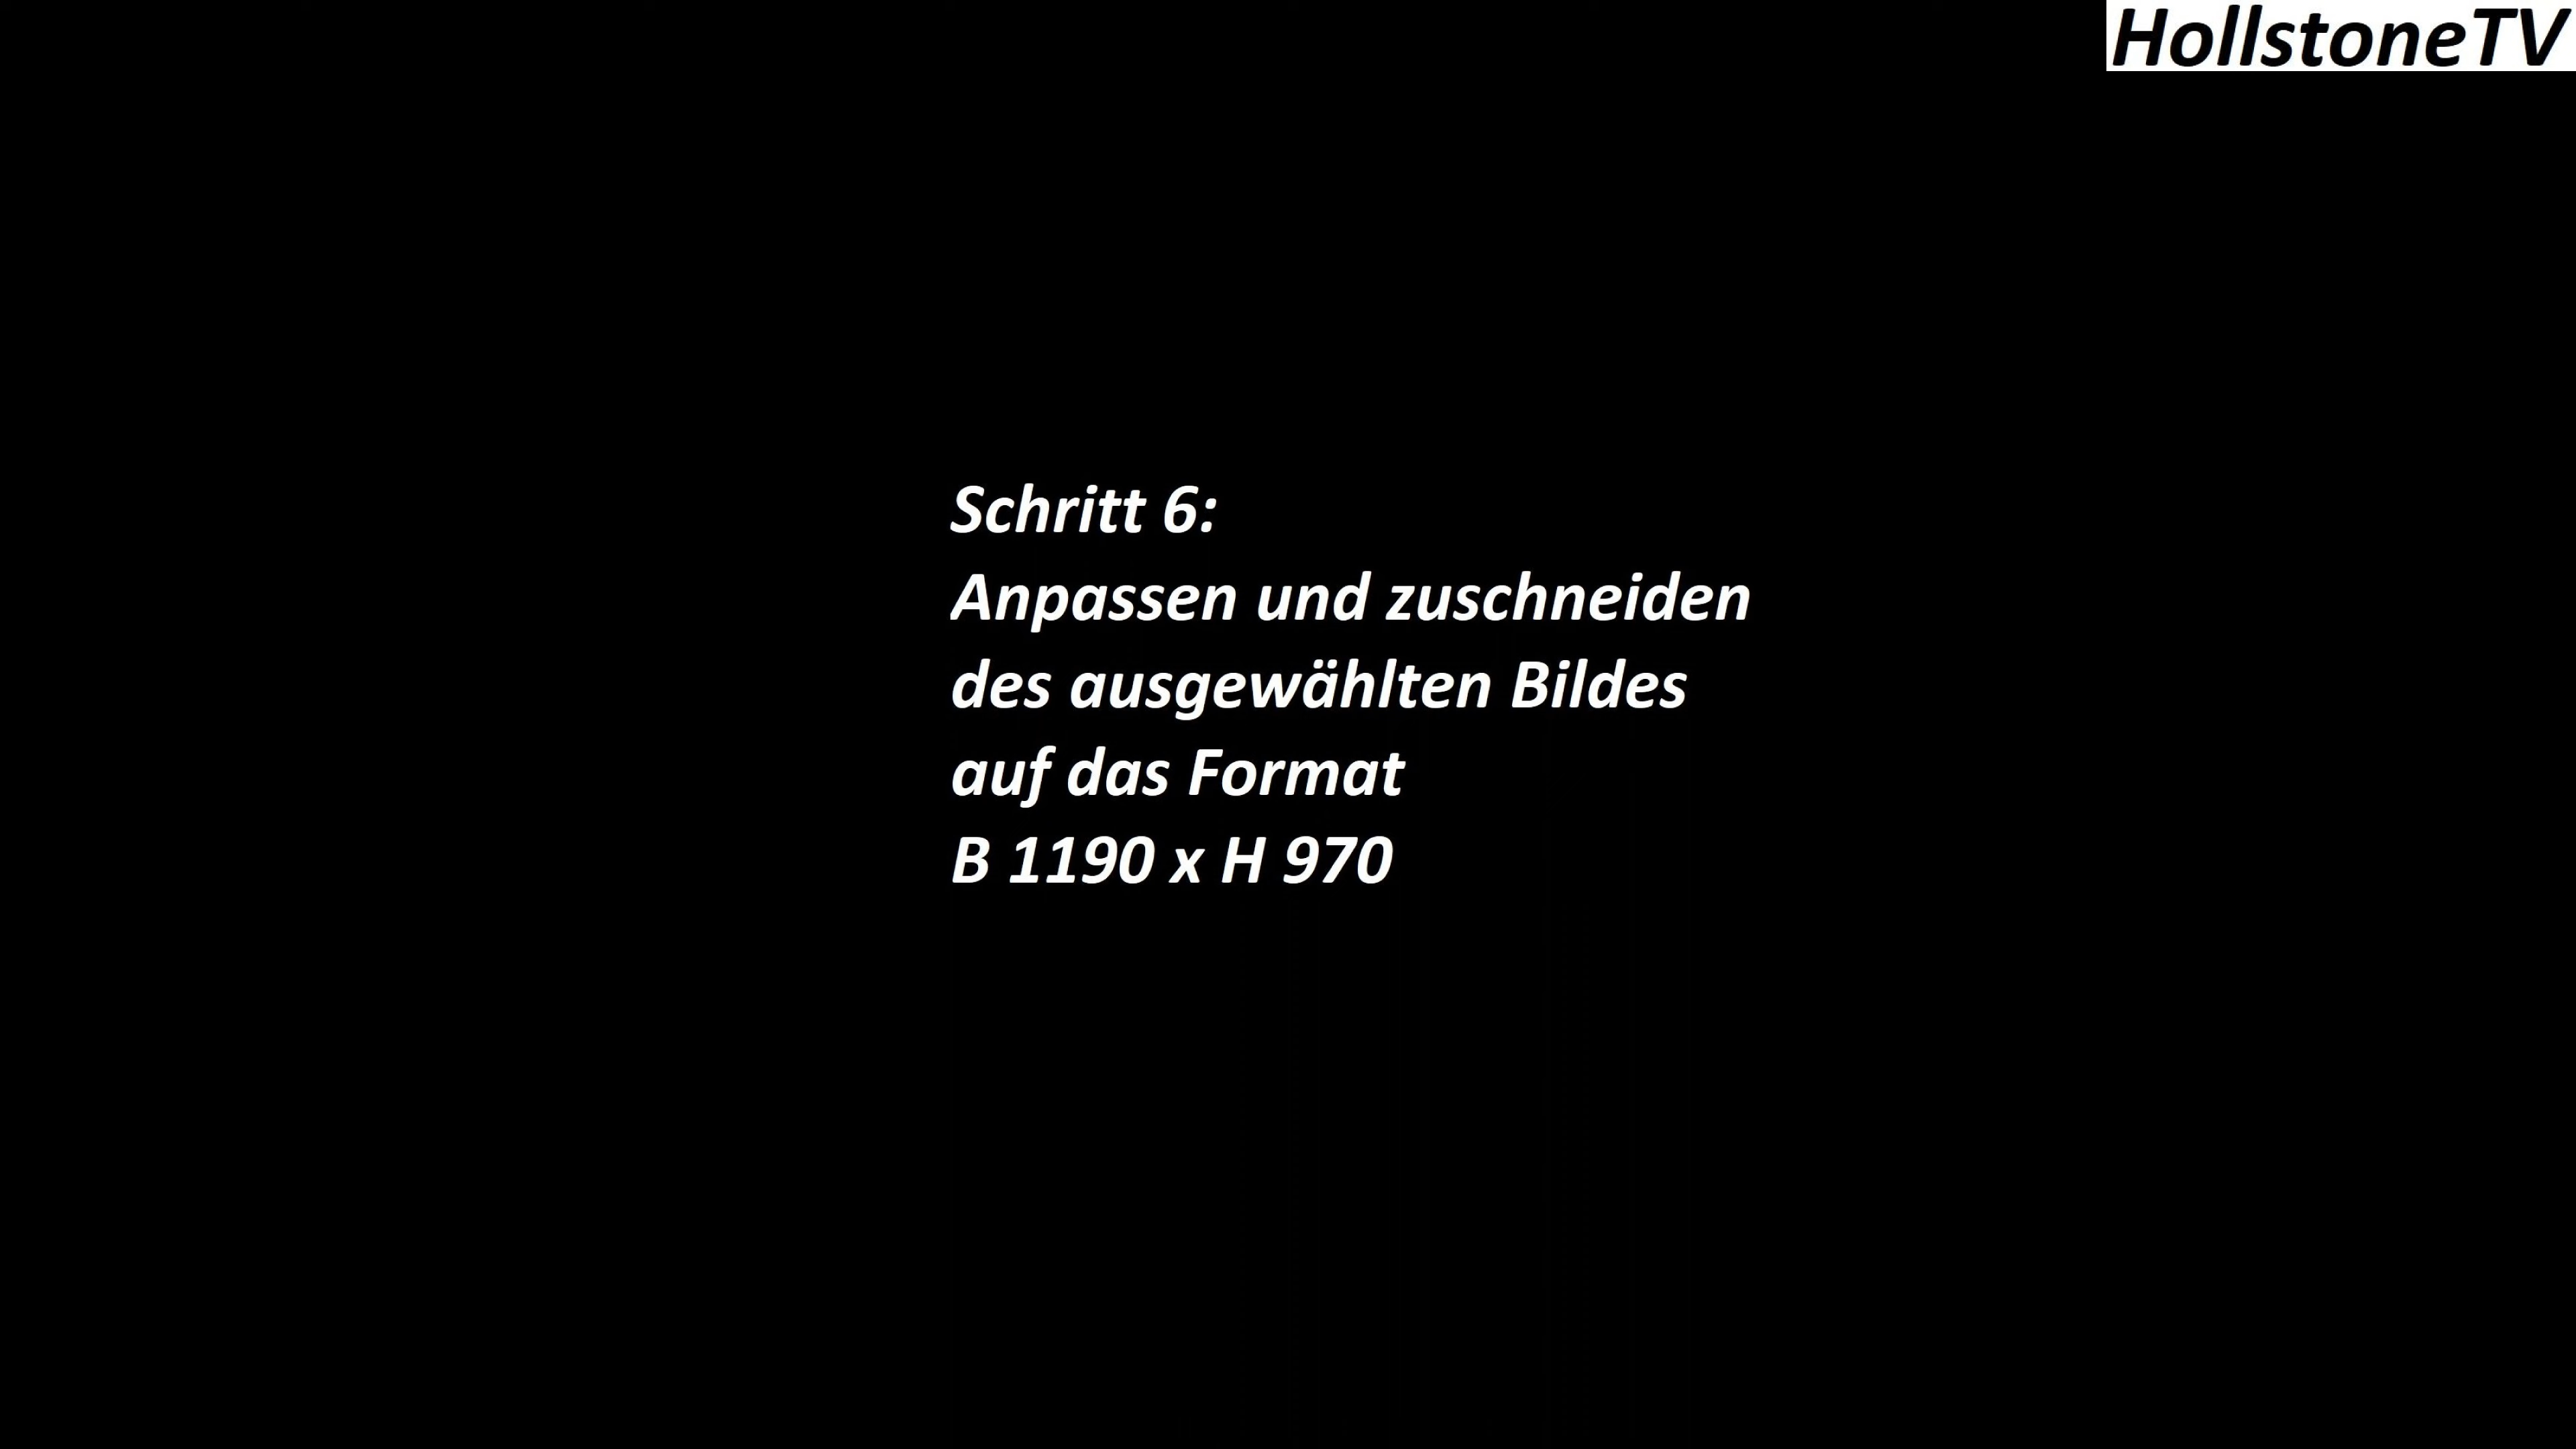 HollstoneTV
Schritt 6:
Anpassen und zuschneiden
des ausgewählten Bildes
auf das Format
B 1190 x H 970